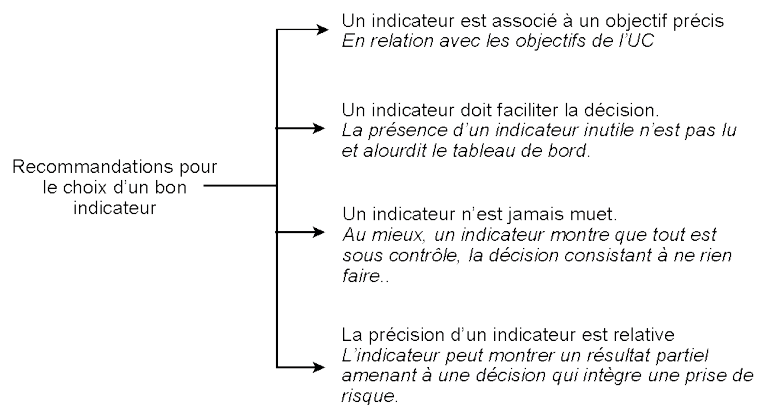 Un indicateur est associé à un objectif précis
En relation avec les objectifs de l'UC
Un indicateur doit faciliter la décision.
La présence d'un indicateur inutile n'est pas lu
et alourdit le tableau de bord.
Recommandations pour
le choix d'un bon
indicateur
Un indicateur n'est jamais muet.
Au mieux, un indicateur montre que tout est
sous contrôle, la décision consistant à ne rien
faire..
La précision d'un indicateur est relative
L'indicateur peut montrer un résultat partiel
amenant à une décision qui intègre une prise de
risque.